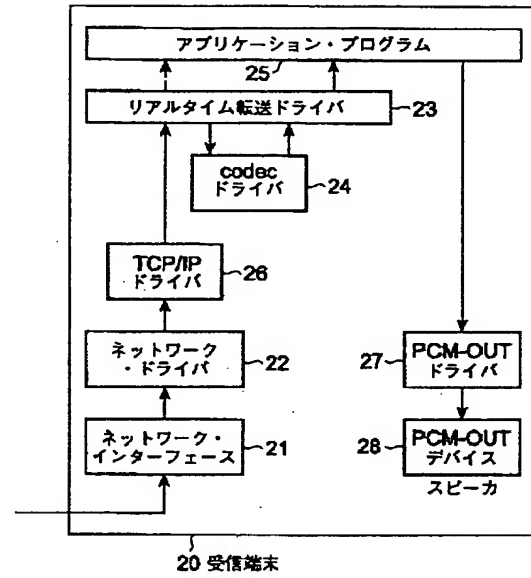 アプリケーション・プログラム
25
リアルタイム転送ドライバ
23
codec
ドライバ
24
TCP/IP
ドライバ
26
ネットワーク
・ドライバ
22
PCM-OUT
ドライバ
27
ネットワーク・
インターフェース
21
PCM-OUT
デバイス
28
スピーカ
20 受信端末